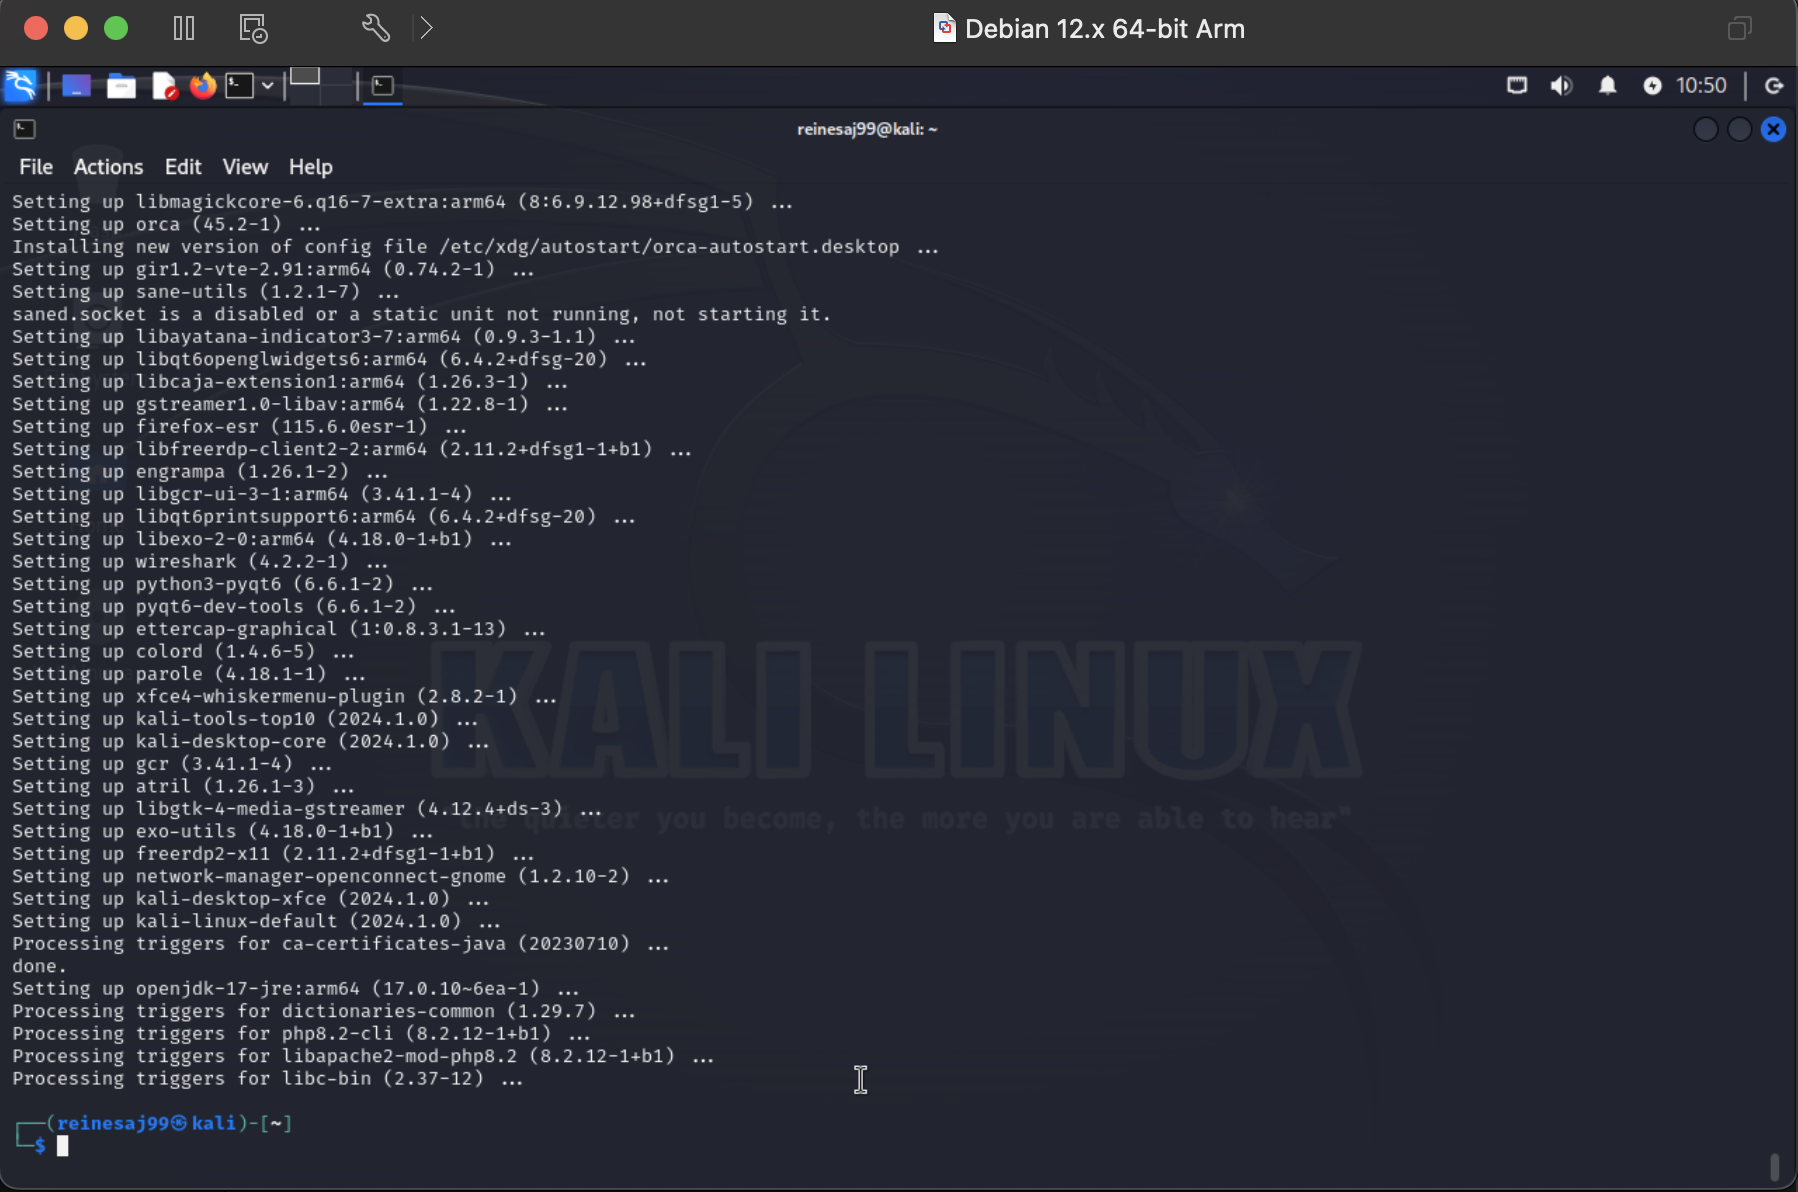 Debian 12.x 64-bit Arm
10:50
reinesaj99@kali: ~
File Actions Edit View Help
Setting up libmagickcore-6.q16-7-extra:arm64 (8:6.9.12.98+dfsg1-5) ...
Setting up orca (45.2-1) ...
Installing new version of config file /etc/xdg/autostart/orca-autostart.desktop ...
Setting up gir1.2-vte-2.91:arm64 (0.74.2-1) ...
Setting up sane-utils (1.2.1-7) ...
saned.socket is a disabled or a static unit not running, not starting it.
Setting up libayatana-indicator3-7:arm64 (0.9.3-1.1) ...
Setting up libqt6openglwidgets6:arm64 (6.4.2+dfsg-20) ...
Setting up libcaja-extension1:arm64 (1.26.3-1) ...
Setting up gstreamer1.0-libav:arm64 (1.22.8-1) ...
Setting up firefox-esr (115.6.0esr-1) ...
Setting up libfreerdp-client2-2:arm64 (2.11.2+dfsg1-1+b1) ...
Setting up engrampa (1.26.1-2) ...
Setting up libgcr-ui-3-1:arm64 (3.41.1-4) ...
Setting up libqt6printsupport6:arm64 (6.4.2+dfsg-20) ...
Setting up libexo-2-0:arm64 (4.18.0-1+b1) ...
Setting up wireshark (4.2.2-1) ...
Setting up python3-pyqt6 (6.6.1-2) ...
Setting up pyqt6-dev-tools (6.6.1-2) ...
Setting up ettercap-graphical (1:0.8.3.1-13) ...
Setting up colord (1.4.6-5) ...
Setting up parole (4.18.1-1) ...
Setting up xfce4-whiskermenu-plugin (2.8.2-1) ...
Setting up kali-tools-top10 (2024.1.0) ...
Setting up kali-desktop-core (2024.1.0) ...
Setting up gcr (3.41.1-4) ...
Setting up atril (1.26.1-3) ...
Setting up libgtk-4-media-gstreamer (4.12.4+ds-3) ...
Setting up exo-utils (4.18.0-1+b1) ...
Setting up freerdp2-x11 (2.11.2+dfsg1-1+b1) ...
Setting up network-manager-openconnect-gnome (1.2.10-2) ...
Setting up kali-desktop-xfce (2024.1.0) ...
Setting up kali-linux-default (2024.1.0) ...
Processing triggers for ca-certificates-java (20230710) ...
done.
Setting up openjdk-17-jre:arm64 (17.0.10~6ea-1) ...
Processing triggers for dictionaries-common (1.29.7) ...
Processing triggers for php8.2-cli (8.2.12-1+b1) ...
Processing triggers for libapache2-mod-php8.2 (8.2.12-1+b1) ...
Processing triggers for libc-bin (2.37-12) ...
┌──(reinesaj99㉿kali)-[~]
└─$
KALI LINUX
the quieter you become, the more you are able to hear"